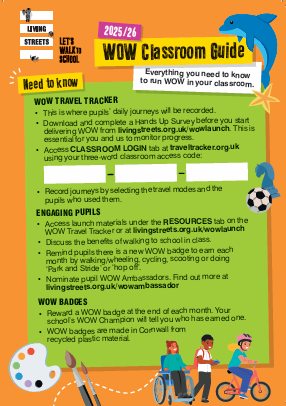 LIVING
STREETS
LET'S
WALK TO
SCHOOL
2025/26
WOW Classroom Guide
Everything you need to know
to run WOW in your classroom.
Need to know
WOW TRAVEL TRACKER
• This is where pupils' daily journeys will be recorded.
• Download and complete a Hands Up Survey before you start
delivering WOW from livingstreets.org.uk/wowlaunch. This is
essential for you and us to monitor progress.
• Access CLASSROOM LOGIN tab at traveltracker.org.uk
using your three-word classroom access code:
– –
• Record journeys by selecting the travel modes and the
pupils who used them.
ENGAGING PUPILS
• Access launch materials under the RESOURCES tab on the
WOW Travel Tracker or at livingstreets.org.uk/wowlaunch
• Discuss the benefits of walking to school in class.
• Remind pupils there is a new WOW badge to earn each
month by walking/wheeling, cycling, scooting or doing
'Park and Stride' or 'hop off'.
• Nominate pupil WOW Ambassadors. Find out more at
livingstreets.org.uk/wowambassador
WOW BADGES
• Reward a WOW badge at the end of each month. Your
school's WOW Champion will tell you who has earned one.
• WOW badges are made in Cornwall from
recycled plastic material.